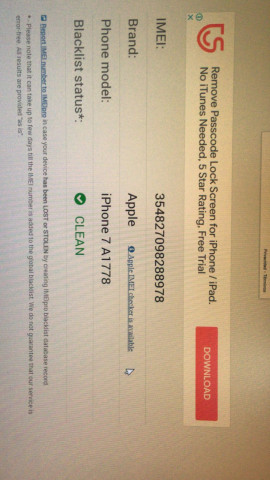 Remove Passcode Lock Screen for iPhone / iPad.
No iTunes Needed, 5 Star Rating, Free Trial
DOWNLOAD
IMEI: 354827098288978
Brand: Apple Apple IMEI checker is available
Phone model: iPhone 7 A1778
Blacklist status*: CLEAN
Report IMEI number to IMEIpro in case your device has been LOST or STOLEN by creating IMEIpro blacklist database record.
* - Please note that it can take up to few days till the IMEI number is added to the global blacklist. We do not guarantee that our service is
error-free. All results are provided "as is".